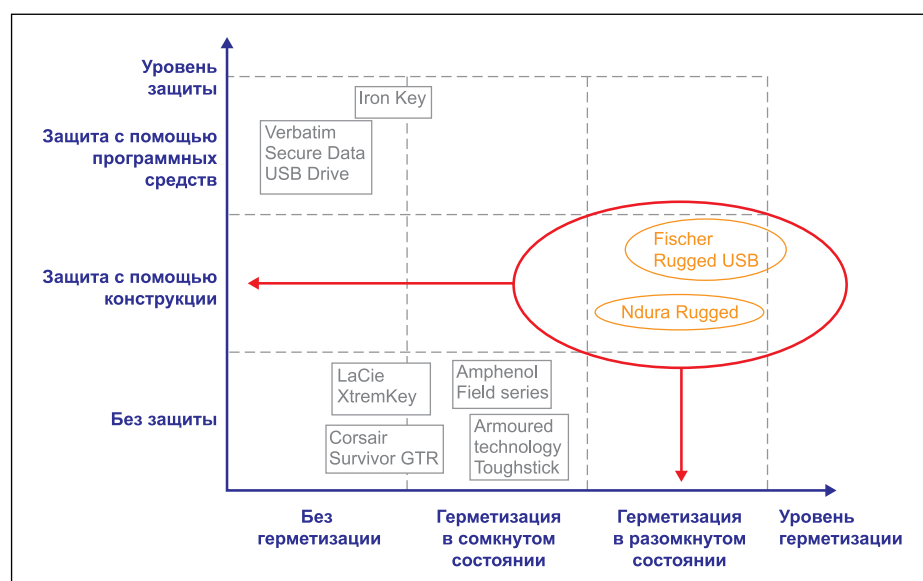 Уровень
защиты
Iron Key
Защита с помощью
программных
средств
Verbatim
Secure Data
USB Drive
Fischer
Rugged USB
Защита с помощью
конструкции
Ndura Rugged
LaCie
XtremKey
Amphenol
Field series
Без защиты
Corsair
Survivor GTR
Armoured
technology
Toughstick
Без
герметизации
Герметизация
в сомкнутом
состоянии
Герметизация
в разомкнутом
состоянии
Уровень
герметизации